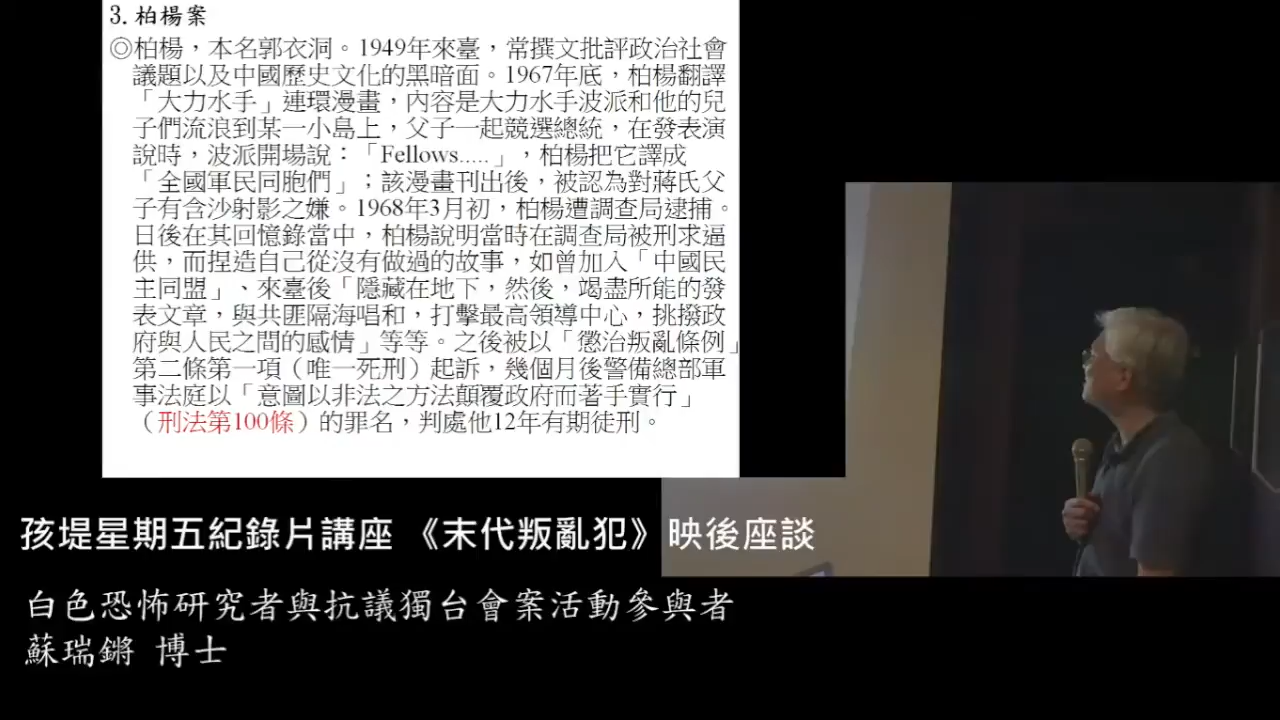 3.柏楊案
◎柏楊，本名郭衣洞。1949年來臺，常撰文批評政治社會
議題以及中國歷史文化的黑暗面。1967年底，柏楊翻譯
「大力水手」連環漫畫，內容是大力水手波派和他的兒
子們流浪到某一小島上，父子一起競選總統，在發表演
說時，波派開場說：「Fellows.....」，柏楊把它譯成
「全國軍民同胞們」；該漫畫刊出後，被認為對蔣氏父
子有含沙射影之嫌。1968年3月初，柏楊遭調查局逮捕。
日後在其回憶錄當中，柏楊說明當時在調查局被刑求逼
供，而捏造自己從沒有做過的故事，如曾加入「中國民
主同盟」、來臺後「隱藏在地下，然後，竭盡所能的發
表文章，與共匪隔海唱和，打擊最高領導中心，挑撥政
府與人民之間的感情」等等。之後被以「懲治叛亂條例」
第二條第一項（唯一死刑）起訴，幾個月後警備總部軍
事法庭以「意圖以非法之方法顛覆政府而著手實行」
（刑法第100條）的罪名，判處他12年有期徒刑。
孩堤星期五紀錄片講座 《末代叛亂犯》映後座談
白色恐怖研究者與抗議獨台會案活動參與者
蘇瑞鏘 博士